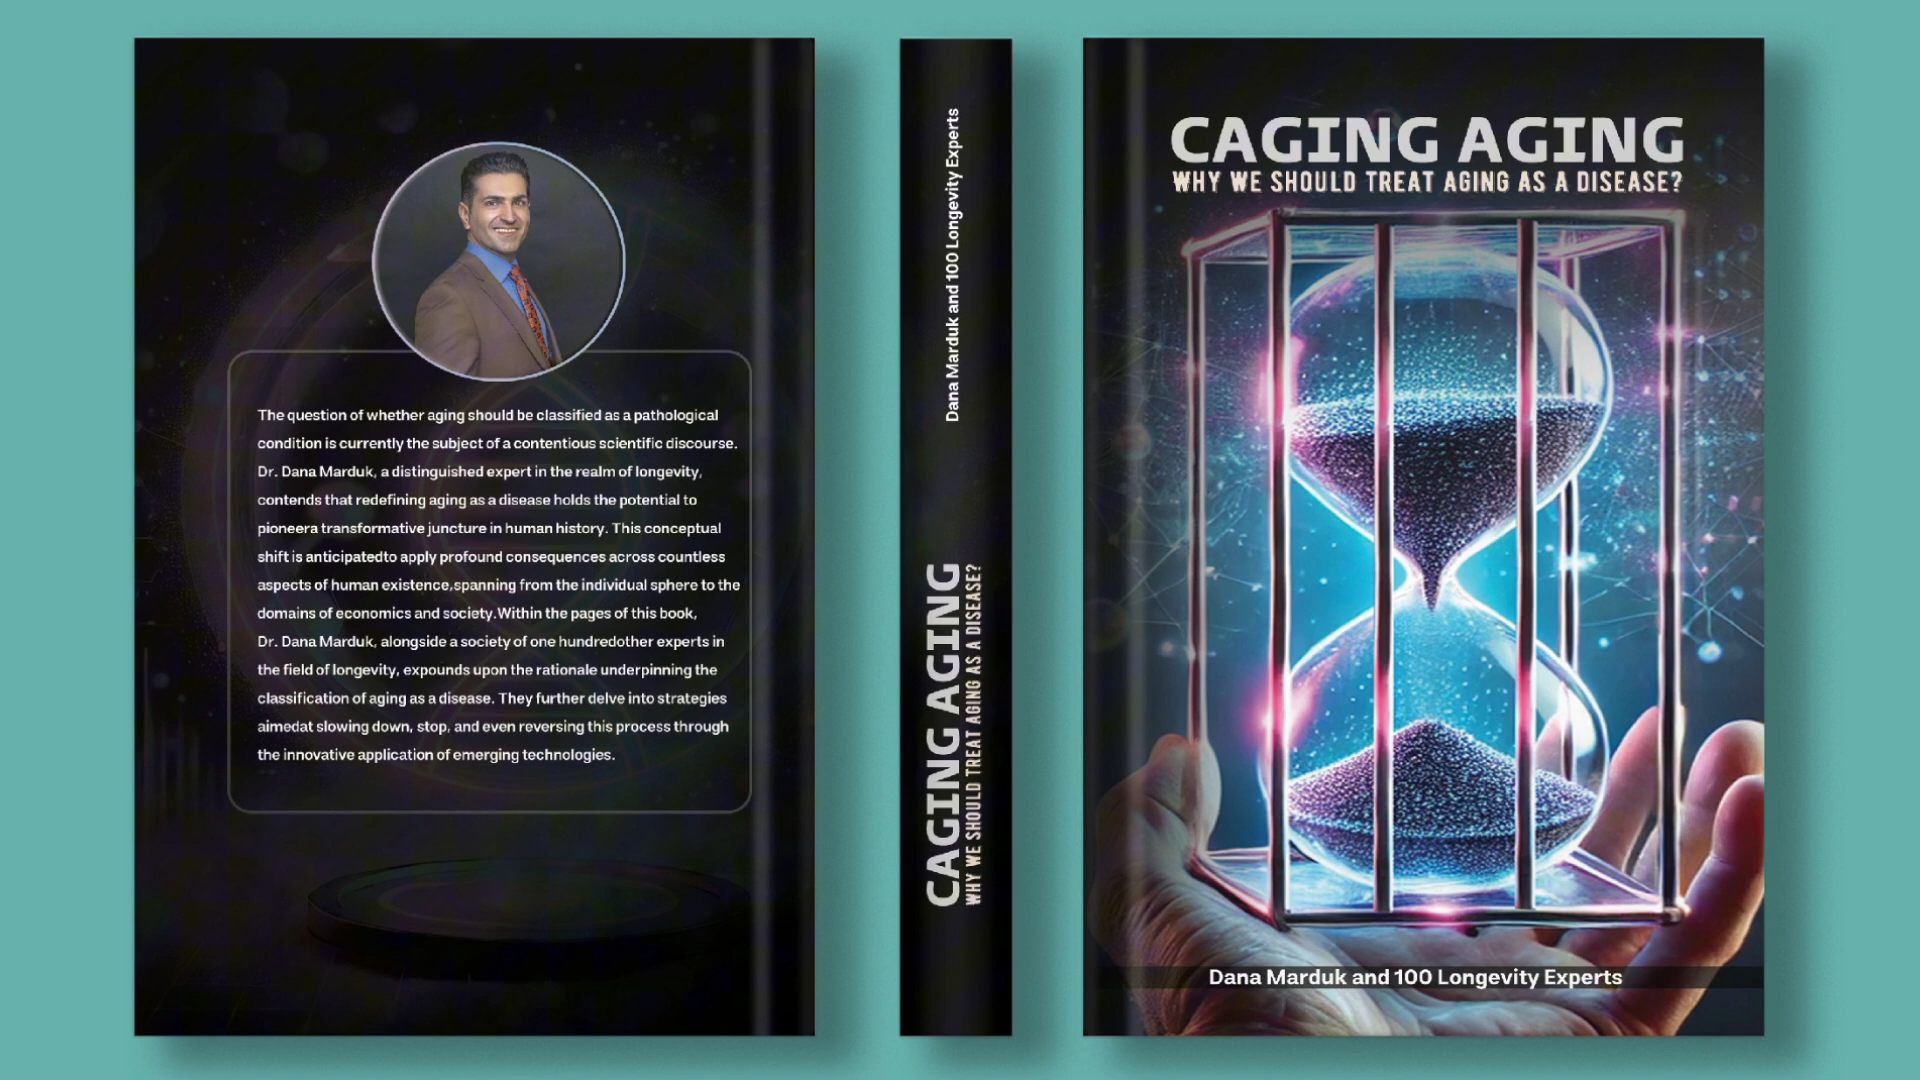 The question of whether aging should be classified as a pathological
condition is currently the subject of a contentious scientific discourse.
Dr. Dana Marduk, a distinguished expert in the realm of longevity,
contends that redefining aging as a disease holds the potential to
pioneera transformative juncture in human history. This conceptual
shift is anticipatedto apply profound consequences across countless
aspects of human existence,spanning from the individual sphere to the
domains of economics and society.Within the pages of this book,
Dr. Dana Marduk, alongside a society of one hundredother experts in
the field of longevity, expounds upon the rationale underpinning the
classification of aging as a disease. They further delve into strategies
aimedat slowing down, stop, and even reversing this process through
the innovative application of emerging technologies.
Dana Marduk and 100 Longevity Experts
CAGING AGING
WHY WE SHOULD TREAT AGING AS A DISEASE?
CAGING AGING
WHY WE SHOULD TREAT AGING AS A DISEASE?
Dana Marduk and 100 Longevity Experts